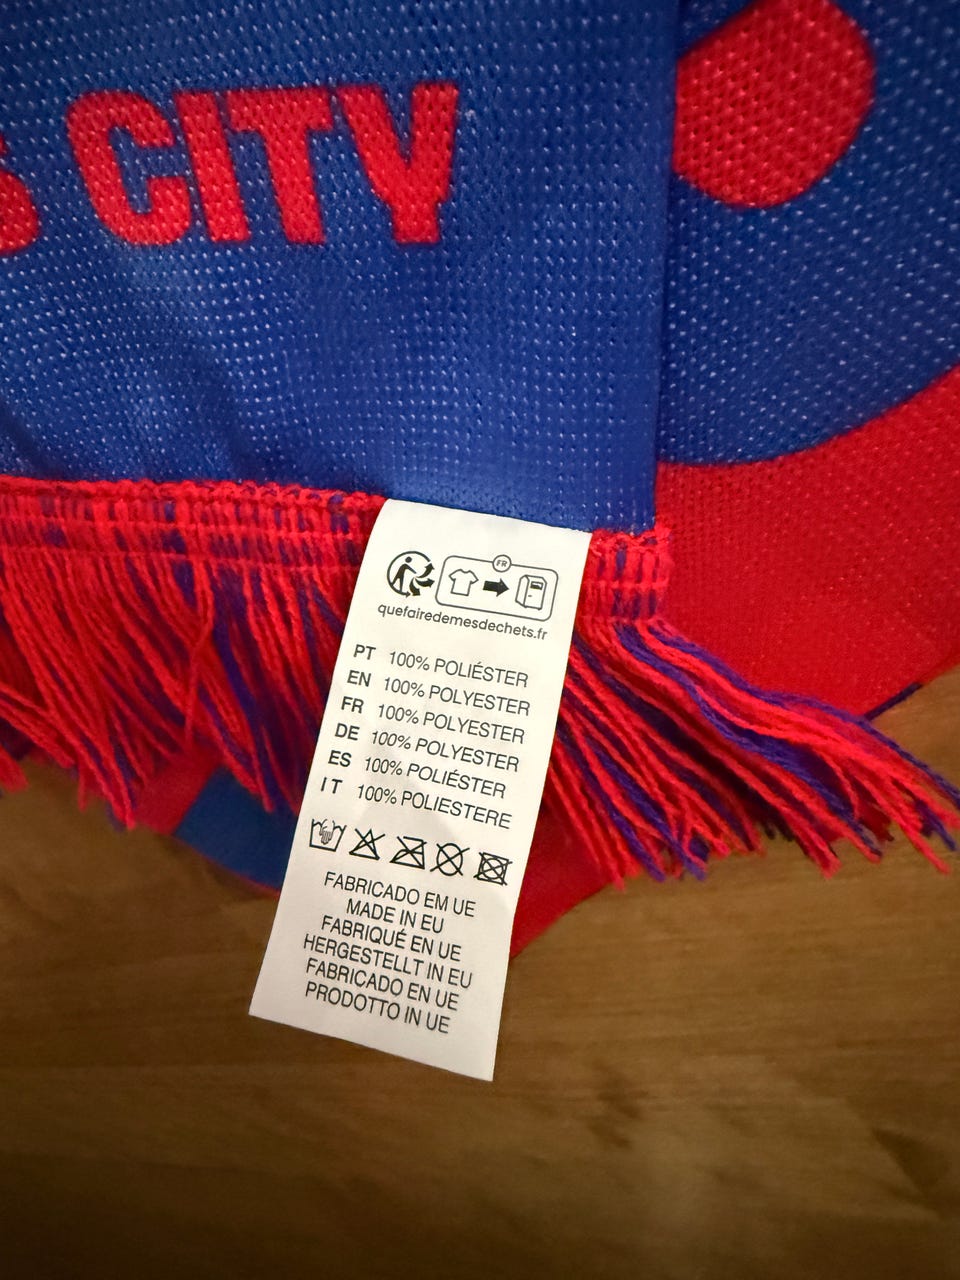 CITY
FR
quefairedemesdechets.fr
PT 100% POLIÉSTER
EN 100% POLYESTER
FR 100% POLYESTER
DE 100% POLYESTER
ES 100% POLIÉSTER
IT 100% POLIESTERE
FABRICADO EM UE
MADE IN EU
FABRIQUÉ EN UE
HERGESTELLT IN EU
FABRICADO EN UE
PRODOTTO IN UE